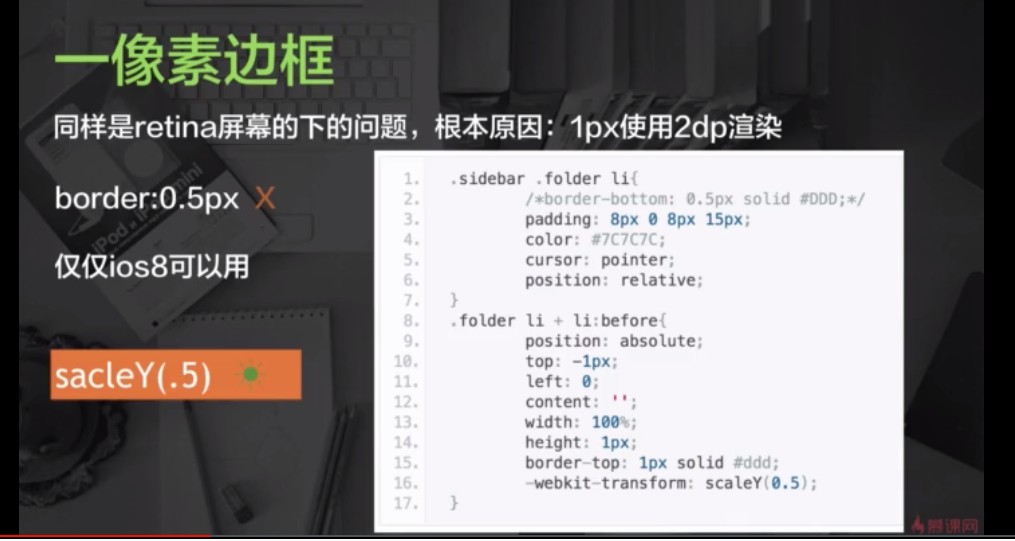 一像素边框
同样是retina屏幕的下的问题，根本原因：1px使用2dp渲染
border:0.5px X
仅仅ios8可以用
sacleY(.5)
1. .sidebar .folder li{
2. /*border-bottom: 0.5px solid #DDD;*/
3. padding: 8px 0 8px 15px;
4. color: #7C7C7C;
5. cursor: pointer;
6. position: relative;
7. }
8. .folder li + li:before{
9. position: absolute;
10. top: -1px;
11. left: 0;
12. content: '';
13. width: 100%;
14. height: 1px;
15. border-top: 1px solid #ddd;
16. -webkit-transform: scaleY(0.5);
17. }
iPod
mini
慕课网